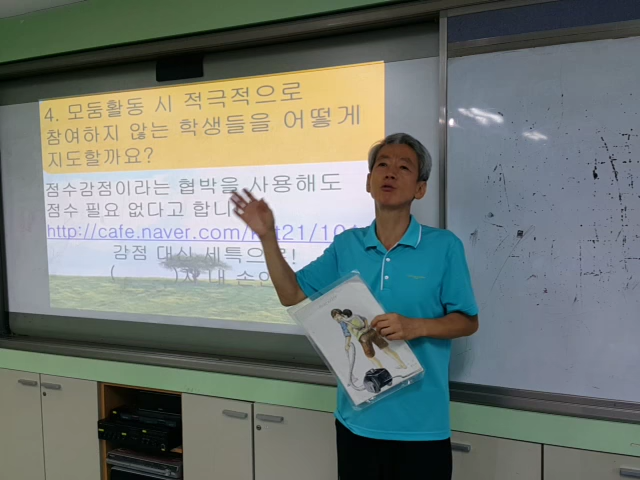 4. 모둠활동 시 적극적으로
참여하지 않는 학생들을 어떻게
지도할까요?
점수감점이라는 협박을 사용해도
점수 필요 없다고 합니
http://cafe.naver.com/
감점 대신 세특으로!